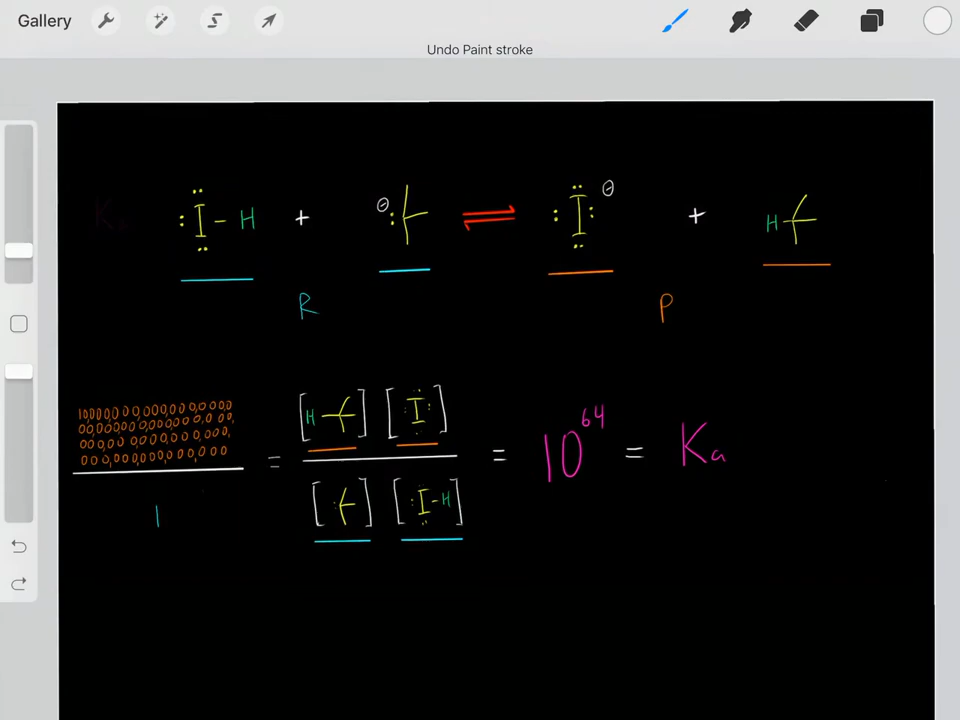 Gallery
Undo Paint stroke
:I-H + ⊖: ⇌ :I: ⊖ + H
R P
[H ] [:I:]
= = 10^64 = Ka
1 [: ] [:I-H]